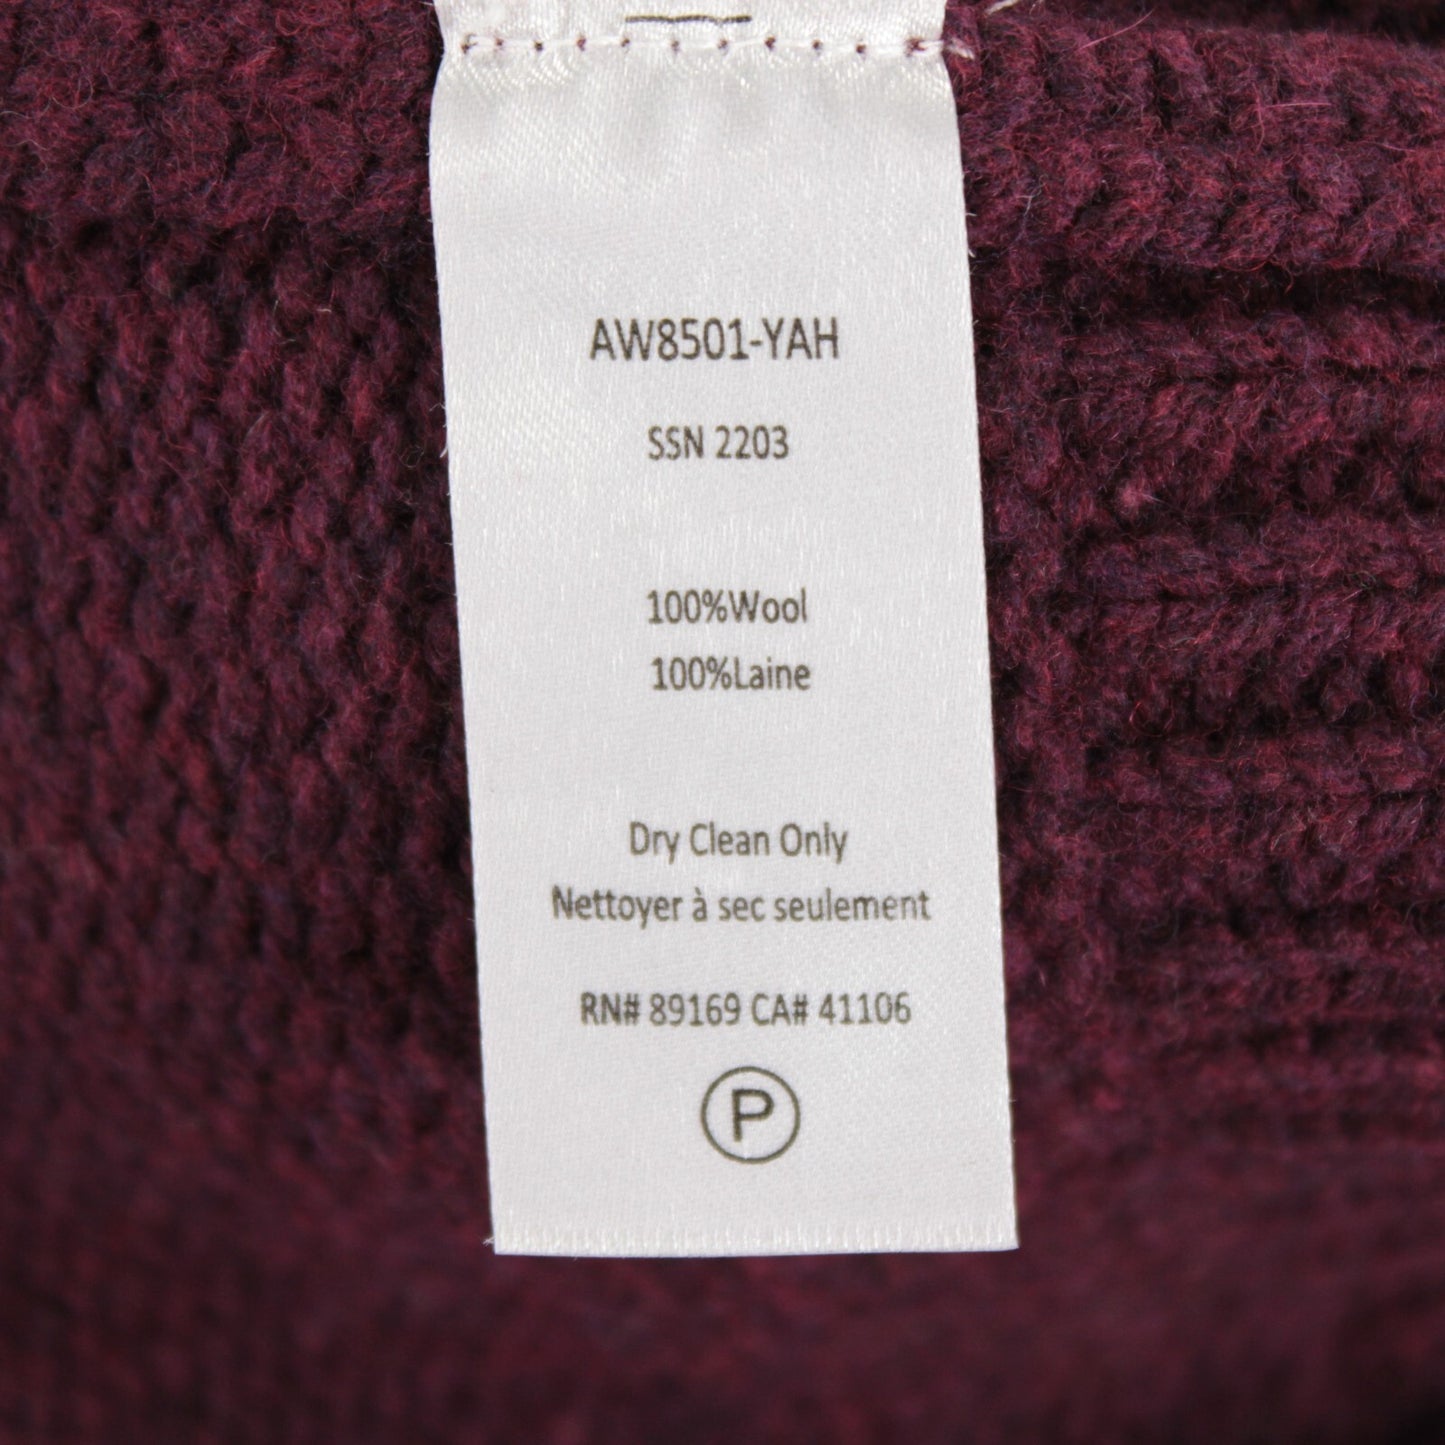 AW8501-YAH
SSN 2203
100%Wool
100%Laine
Dry Clean Only
Nettoyer à sec seulement
RN# 89169 CA# 41106
P